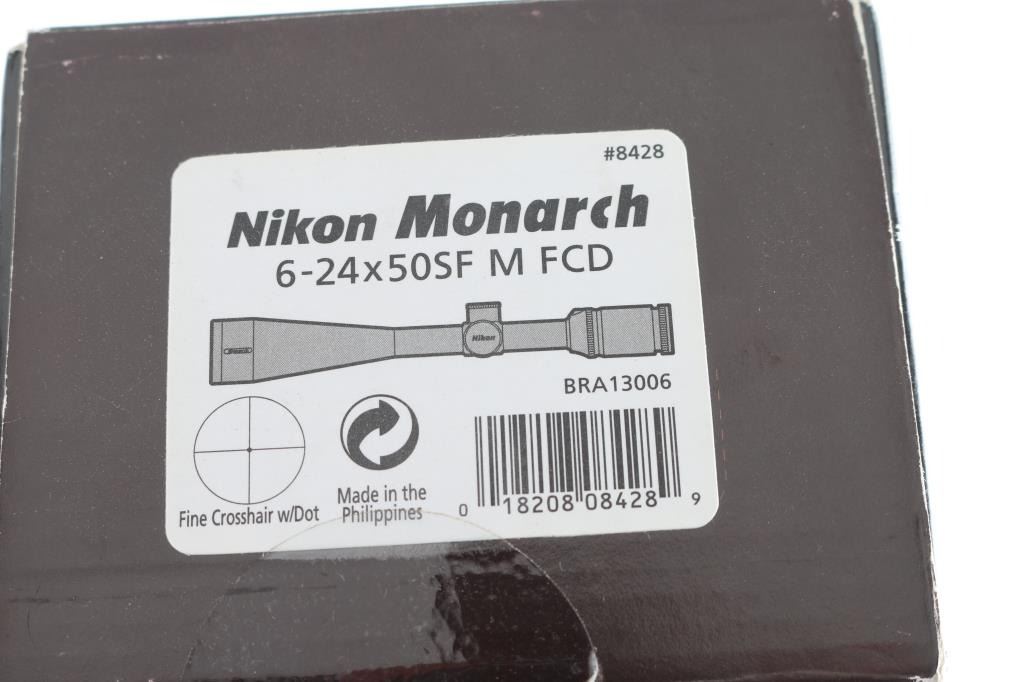 #8428
Nikon Monarch
6-24x50SF M FCD
Nikon
BRA13006
Fine Crosshair w/Dot
Made in the
Philippines
0 18208 08428 9